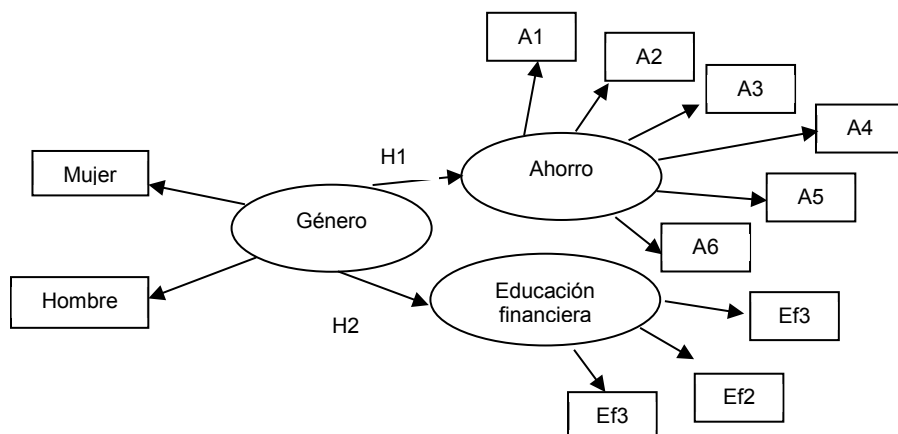 A1
A2
A3
A4
H1
Ahorro
Mujer
A5
Género
A6
Hombre
Educación
financiera
Ef3
H2
Ef2
Ef3